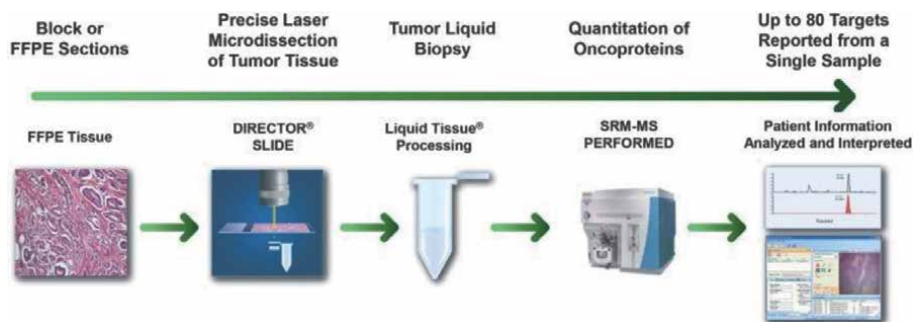 Block or
FFPE Sections
Precise Laser
Microdissection
of Tumor Tissue
Tumor Liquid
Biopsy
Quantitation of
Oncoproteins
Up to 80 Targets
Reported from a
Single Sample
FFPE Tissue
DIRECTOR®
SLIDE
Liquid Tissue®
Processing
SRM-MS
PERFORMED
Patient Information
Analyzed and Interpreted